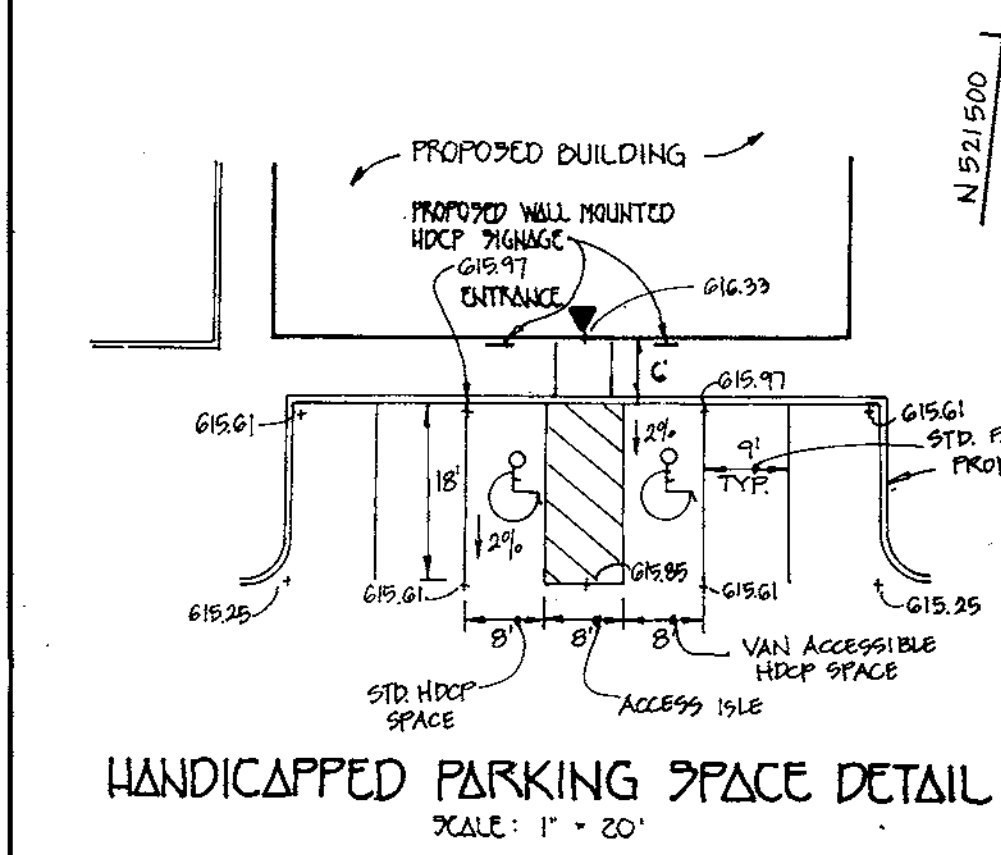 N 521500
PROPOSED BUILDING
PROPOSED WALL MOUNTED
HDCP SIGNAGE
615.97
ENTRANCE
616.33
6'
615.97
615.61
615.61
STD.
2%
9'
TYP.
18'
2%
615.85
615.61
615.61
615.25
615.25
8'
8'
8'
VAN ACCESSIBLE
HDCP SPACE
STD. HDCP
SPACE
ACCESS ISLE
HANDICAPPED PARKING SPACE DETAIL
SCALE: 1" = 20'